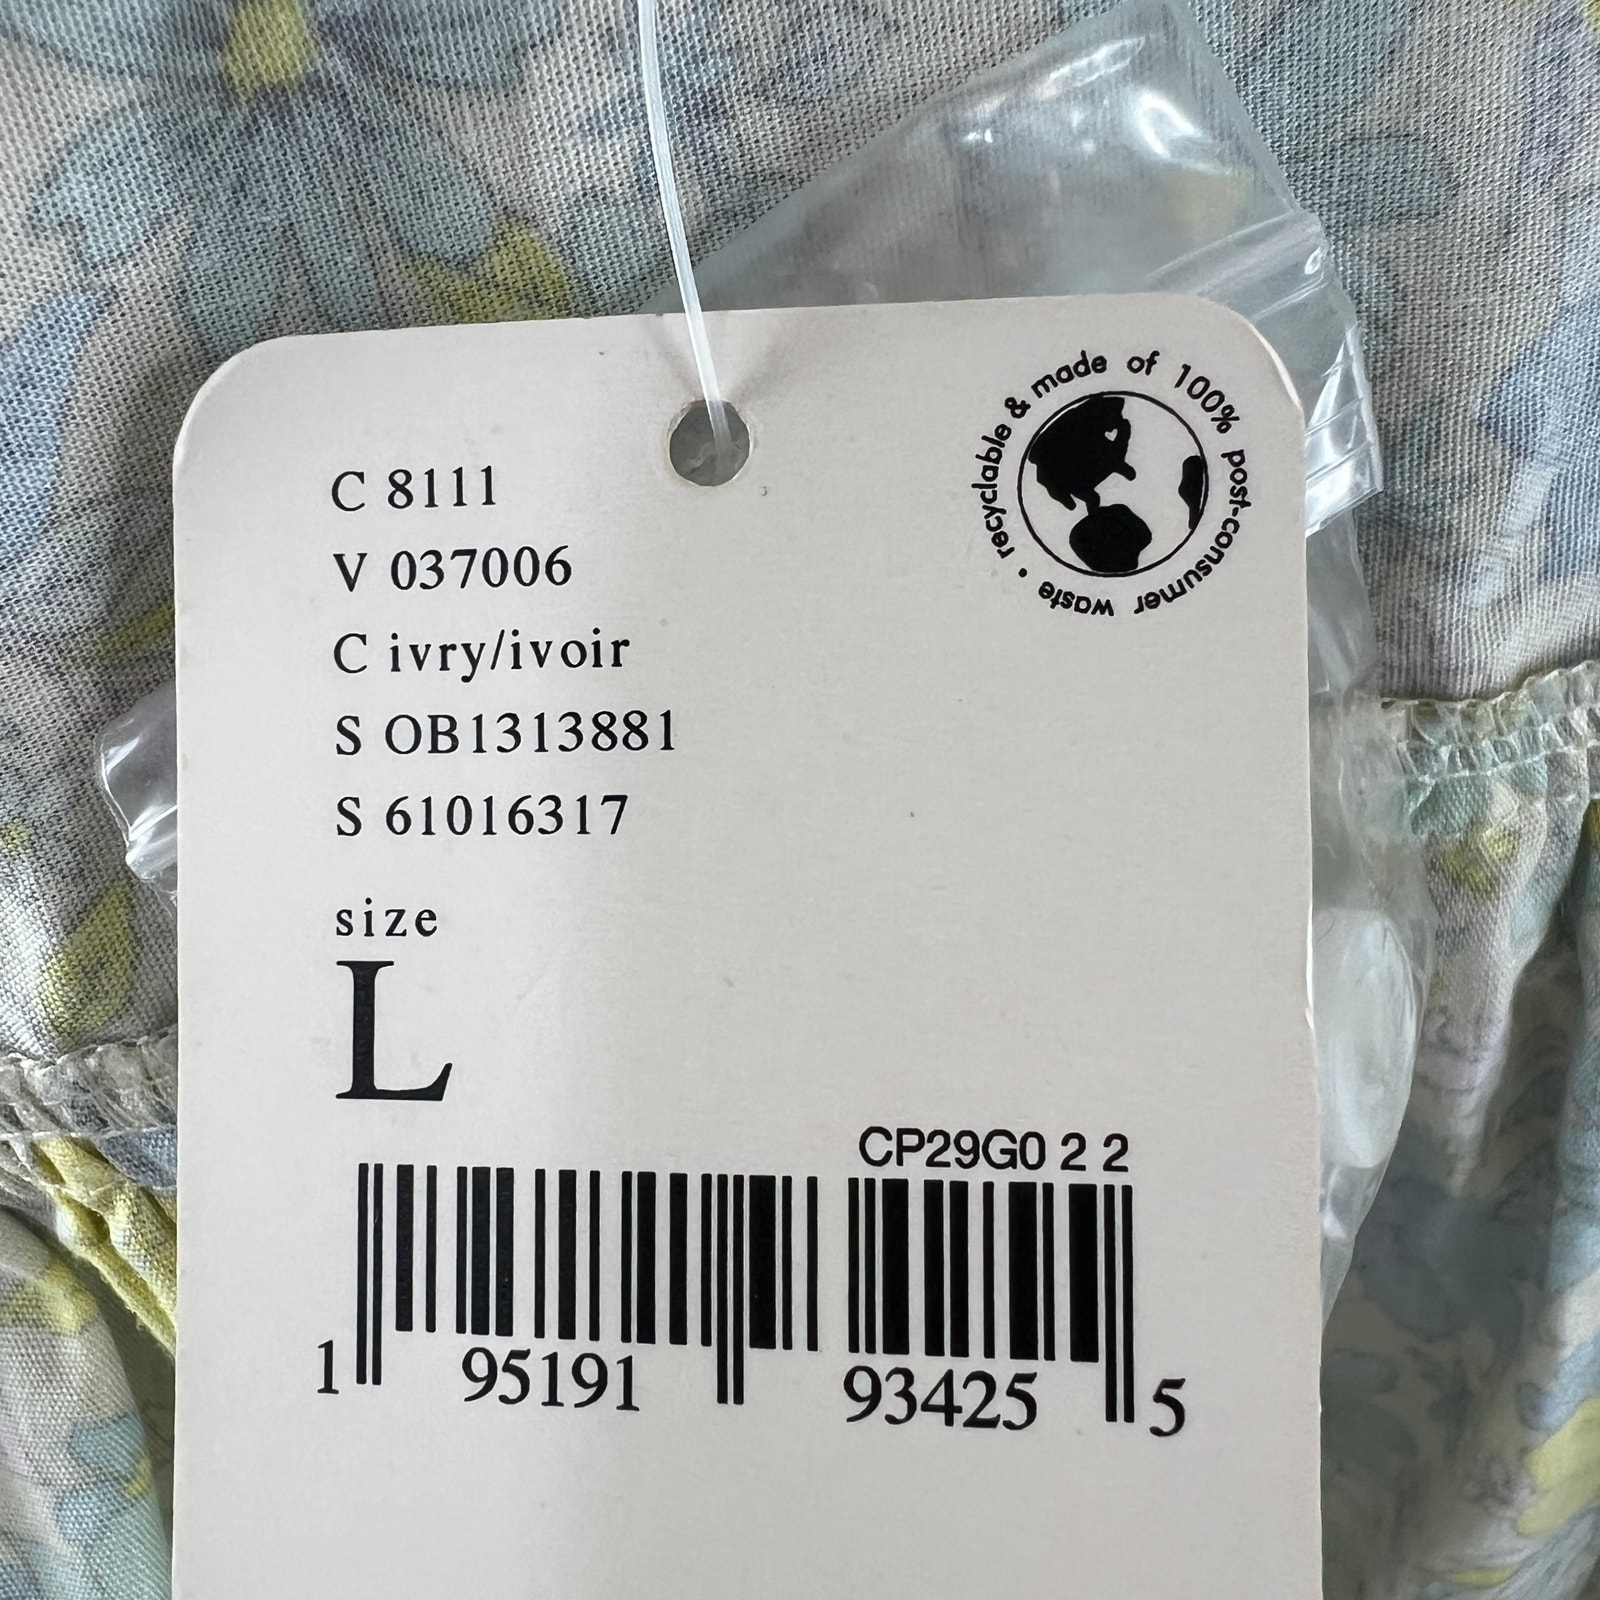 recyclable & made of 100% post-consumer waste •
C 8111
V 037006
C ivry/ivoir
S OB1313881
S 61016317
size
L
CP29G0 2 2
1 95191 93425 5